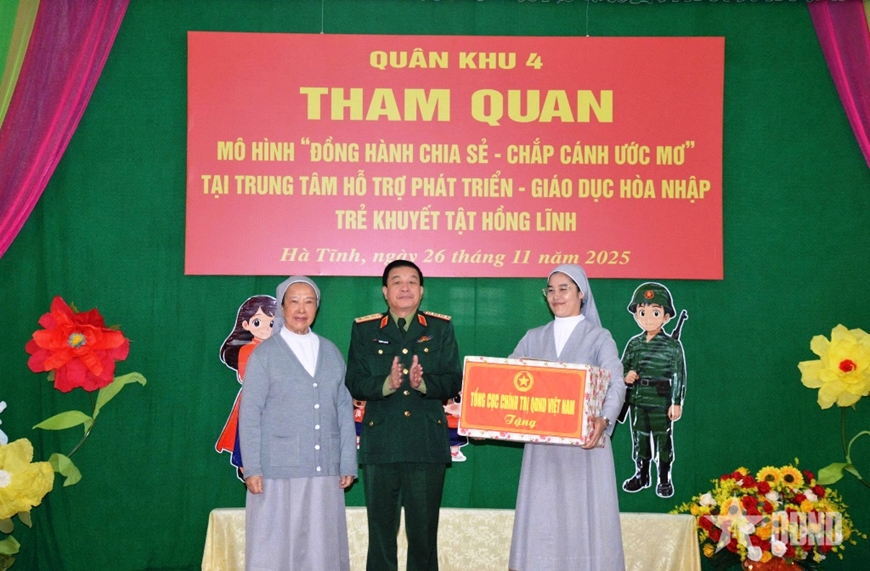 QUÂN KHU 4
THAM QUAN
MÔ HÌNH “ĐỒNG HÀNH CHIA SẺ - CHẮP CÁNH ƯỚC MƠ”
TẠI TRUNG TÂM HỖ TRỢ PHÁT TRIỂN - GIÁO DỤC HÒA NHẬP
TRẺ KHUYẾT TẬT HỒNG LĨNH
Hà Tĩnh, ngày 26 tháng 11 năm 2025
TỔNG CỤC CHÍNH TRỊ QĐND VIỆT NAM
Tặng
QĐND